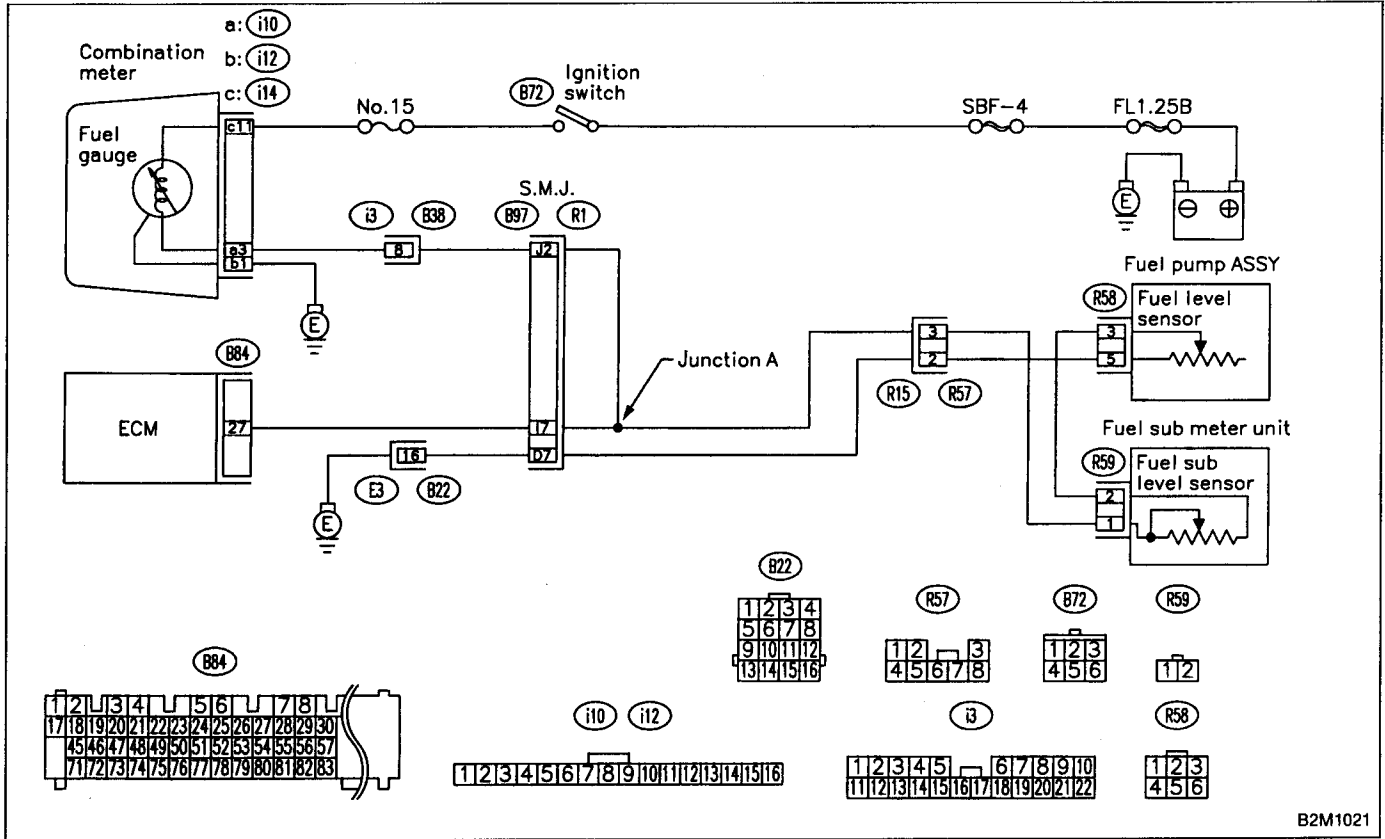 a: i10
Combination
meter
b: i12
c: i14
No.15
B72
Ignition
switch
SBF-4
FL1.25B
c11
Fuel
gauge
E
⊖ ⊕
S.M.J.
i3 B38
B97 R1
a3
b1
8
J2
E
Fuel pump ASSY
R58
Fuel level
sensor
3
5
3
2
Junction A
R15 R57
B84
ECM
27
I7
D7
16
E3 B22
E
Fuel sub meter unit
R59
Fuel sub
level sensor
2
1
B22
1 2 3 4
5 6 7 8
9 10 11 12
13 14 15 16
R57
1 2 3
4 5 6 7 8
B72
1 2 3
4 5 6
R59
1 2
B84
1 2 3 4 5 6 7 8
17 18 19 20 21 22 23 24 25 26 27 28 29 30
45 46 47 48 49 50 51 52 53 54 55 56 57
71 72 73 74 75 76 77 78 79 80 81 82 83
i10 i12
1 2 3 4 5 6 7 8 9 10 11 12 13 14 15 16
i3
1 2 3 4 5 6 7 8 9 10
11 12 13 14 15 16 17 18 19 20 21 22
R58
1 2 3
4 5 6
B2M1021